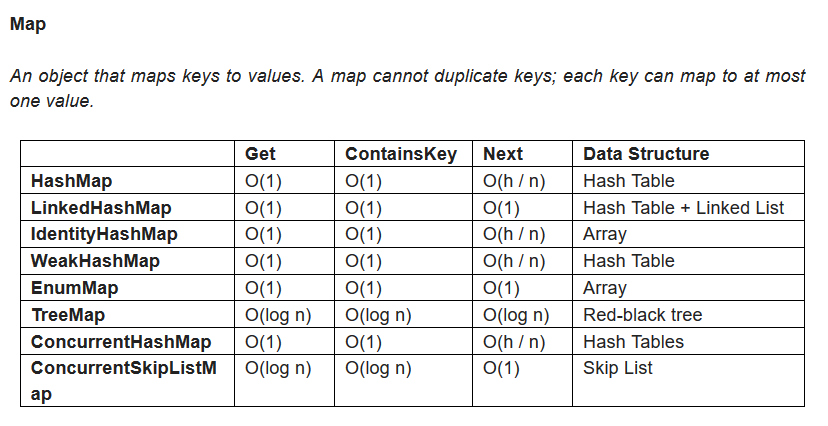 Map
An object that maps keys to values. A map cannot duplicate keys; each key can map to at most
one value.
Get ContainsKey Next Data Structure
HashMap O(1) O(1) O(h / n) Hash Table
LinkedHashMap O(1) O(1) O(1) Hash Table + Linked List
IdentityHashMap O(1) O(1) O(h / n) Array
WeakHashMap O(1) O(1) O(h / n) Hash Table
EnumMap O(1) O(1) O(1) Array
TreeMap O(log n) O(log n) O(log n) Red-black tree
ConcurrentHashMap O(1) O(1) O(h / n) Hash Tables
ConcurrentSkipListM O(log n) O(log n) O(1) Skip List
ap